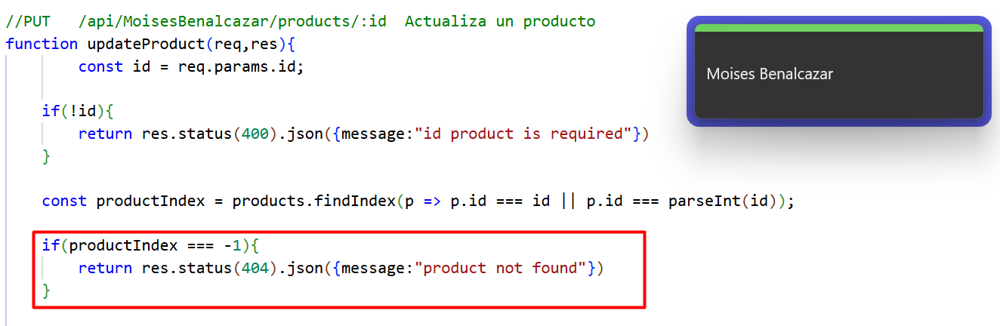 //PUT   /api/MoisesBenalcazar/products/:id  Actualiza un producto
function updateProduct(req,res){
        const id = req.params.id;
    if(!id){
        return res.status(400).json({message:"id product is required"})
    }
    const productIndex = products.findIndex(p => p.id === id || p.id === parseInt(id));
    if(productIndex === -1){
        return res.status(404).json({message:"product not found"})
    }
Moises Benalcazar